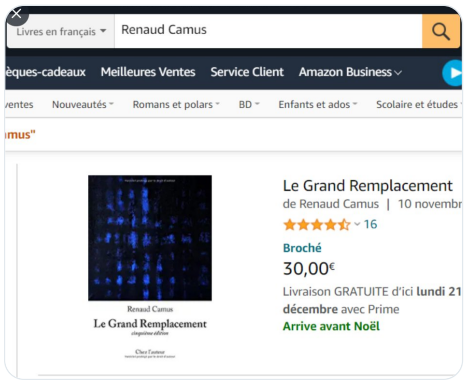 Livres en français
Renaud Camus
èques-cadeaux Meilleures Ventes Service Client Amazon Business
ventes Nouveautés Romans et polars BD Enfants et ados Scolaire et études
amus"
Le Grand Remplacement
de Renaud Camus | 10 novembr
16
Broché
30,00€
Livraison GRATUITE d'ici lundi 21
décembre avec Prime
Arrive avant Noël
Renaud Camus
Le Grand Remplacement
cinquième édition
Chez l'auteur